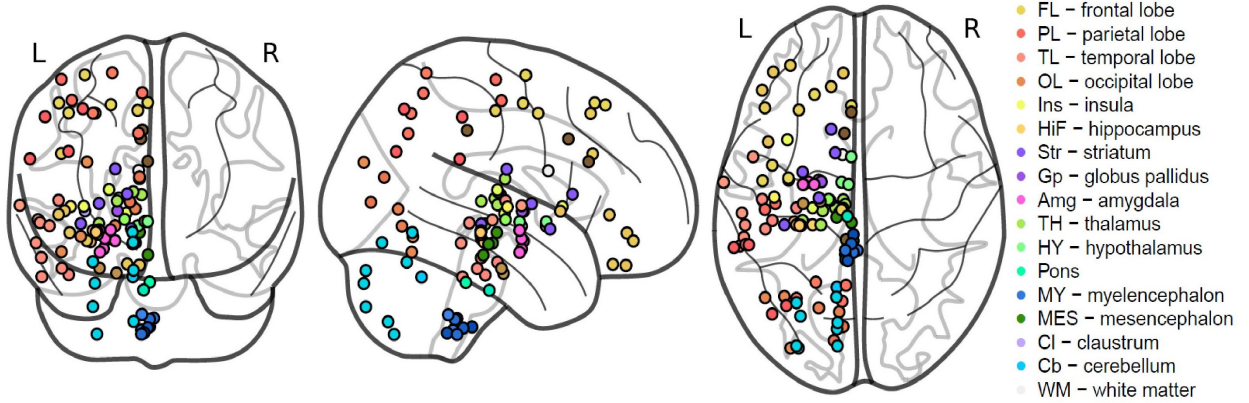 L
R
L
R
FL − frontal lobe
PL − parietal lobe
TL − temporal lobe
OL − occipital lobe
Ins − insula
HiF − hippocampus
Str − striatum
Gp − globus pallidus
Amg − amygdala
TH − thalamus
HY − hypothalamus
Pons
MY − myelencephalon
MES − mesencephalon
Cl − claustrum
Cb − cerebellum
WM − white matter